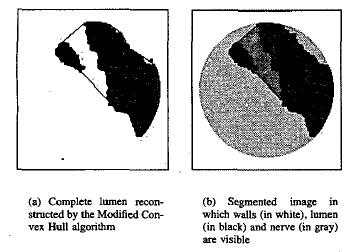 (a) Complete lumen recon-
structed by the Modified Con-
vex Hull algorithm
(b) Segmented image in
which walls (in white), lumen
(in black) and nerve (in gray)
are visible